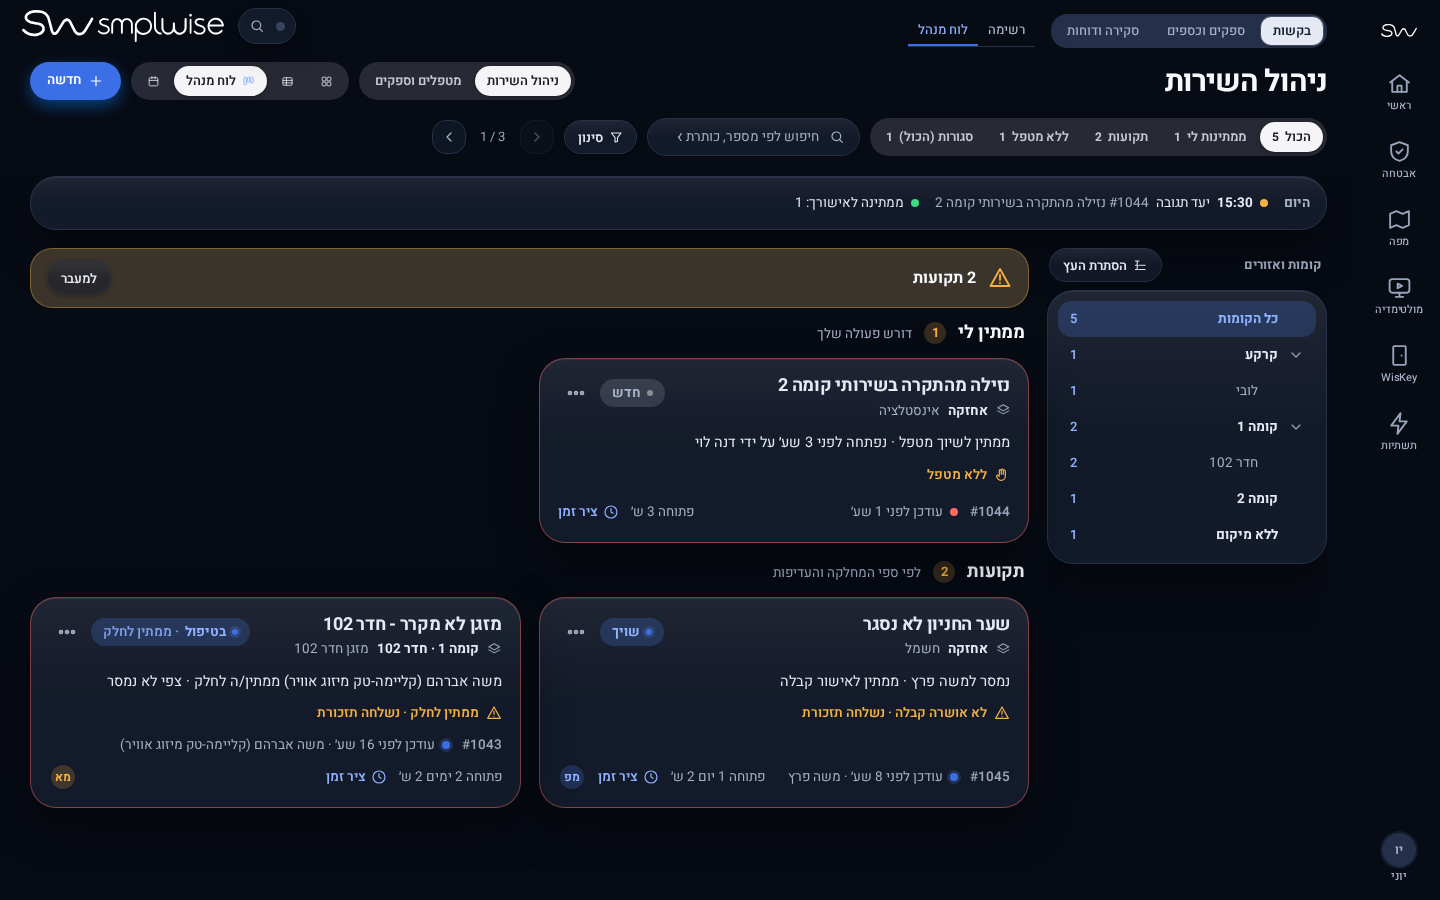 smplwise
בקשות
ספקים וכספים
סקירה ודוחות
רשימה
לוח מנהל
ניהול השירות
ניהול השירות
מטפלים וספקים
לוח מנהל
חדשה
הכול 5
ממתינות לי 1
תקועות 2
ללא מטפל 1
סגורות (הכול) 1
חיפוש לפי מספר, כותרת
סינון
1 / 3
היום
15:30 יעד תגובה #1044 נזילה מהתקרה בשירותי קומה 2
ממתינה לאישורך: 1
ראשי
אבטחה
מפה
מולטימדיה
WisKey
תשתיות
יו
יוני
קומות ואזורים
הסתרת העץ
כל הקומות 5
קרקע 1
לובי 1
קומה 1 2
חדר 102 2
קומה 2 1
ללא מיקום 1
2 תקועות
למעבר
ממתין לי 1 דורש פעולה שלך
נזילה מהתקרה בשירותי קומה 2
חדש
אחזקה אינסטלציה
ממתין לשיוך מטפל · נפתחה לפני 3 שע׳ על ידי דנה לוי
ללא מטפל
#1044 עודכן לפני 1 שע׳
פתוחה 3 ש׳ ציר זמן
תקועות 2 לפי ספי המחלקה והעדיפות
שער החניון לא נסגר
שויך
אחזקה חשמל
נמסר למשה פרץ · ממתין לאישור קבלה
לא אושרה קבלה · נשלחה תזכורת
#1045 עודכן לפני 8 שע׳ · משה פרץ
פתוחה 1 יום 2 ש׳ ציר זמן
מפ
מזגן לא מקרר - חדר 102
בטיפול · ממתין לחלק
קומה 1 · חדר 102 מזגן חדר 102
משה אברהם (קליימה-טק מיזוג אוויר) ממתין/ה לחלק · צפי לא נמסר
ממתין לחלק · נשלחה תזכורת
#1043 עודכן לפני 16 שע׳ · משה אברהם (קליימה-טק מיזוג אוויר)
פתוחה 2 ימים 2 ש׳ ציר זמן
מא